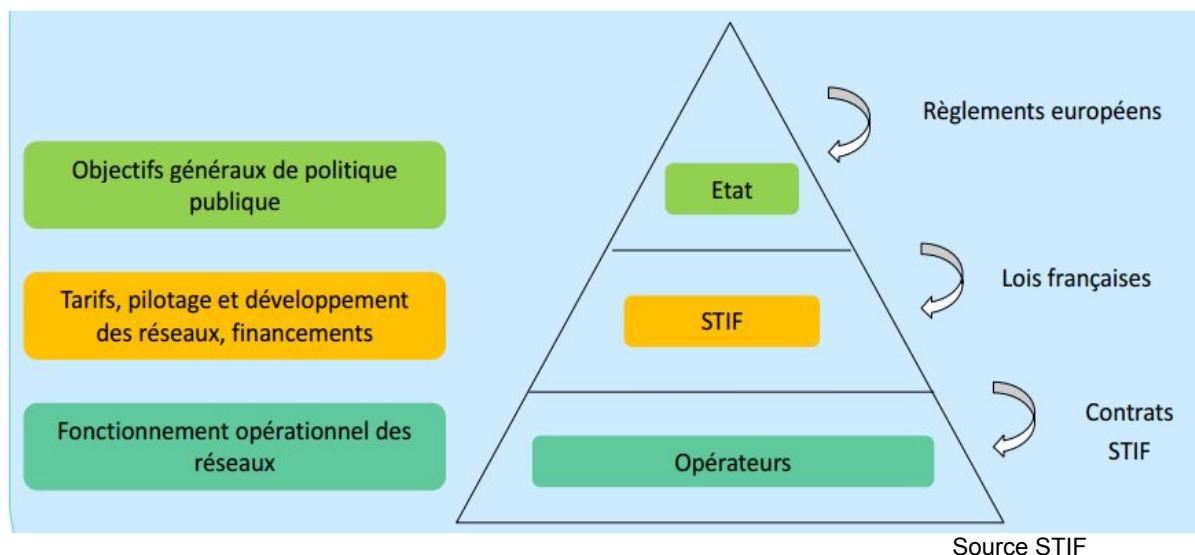 Règlements européens
Objectifs généraux de politique
publique
Etat
Lois françaises
Tarifs, pilotage et développement
des réseaux, financements
STIF
Contrats
STIF
Fonctionnement opérationnel des
réseaux
Opérateurs
Source STIF